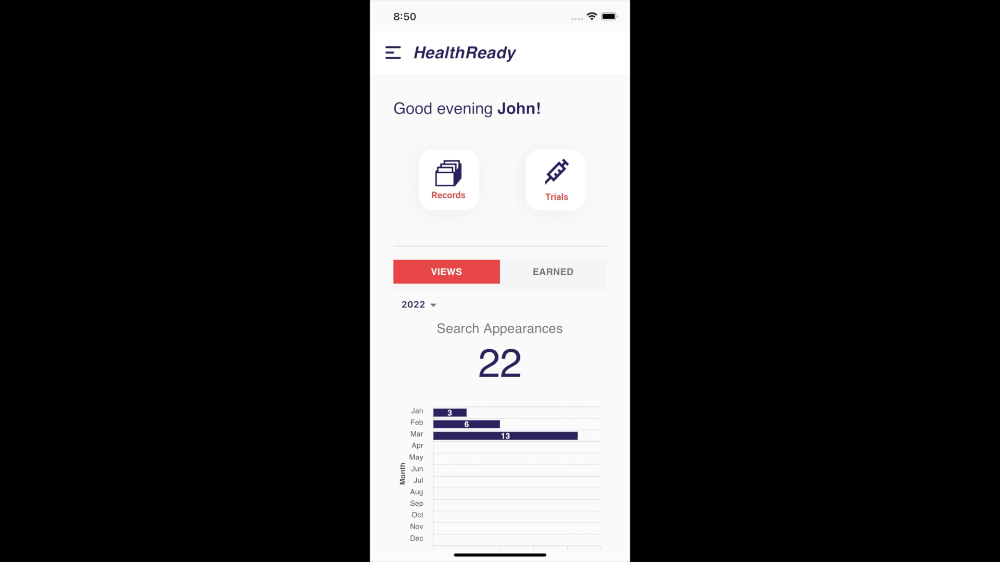 8:50
HealthReady
Good evening John!
Records
Trials
VIEWS
EARNED
2022
Search Appearances
22
Jan
3
Feb
6
Mar
13
Apr
May
Jun
Jul
Aug
Sep
Oct
Nov
Dec
Month